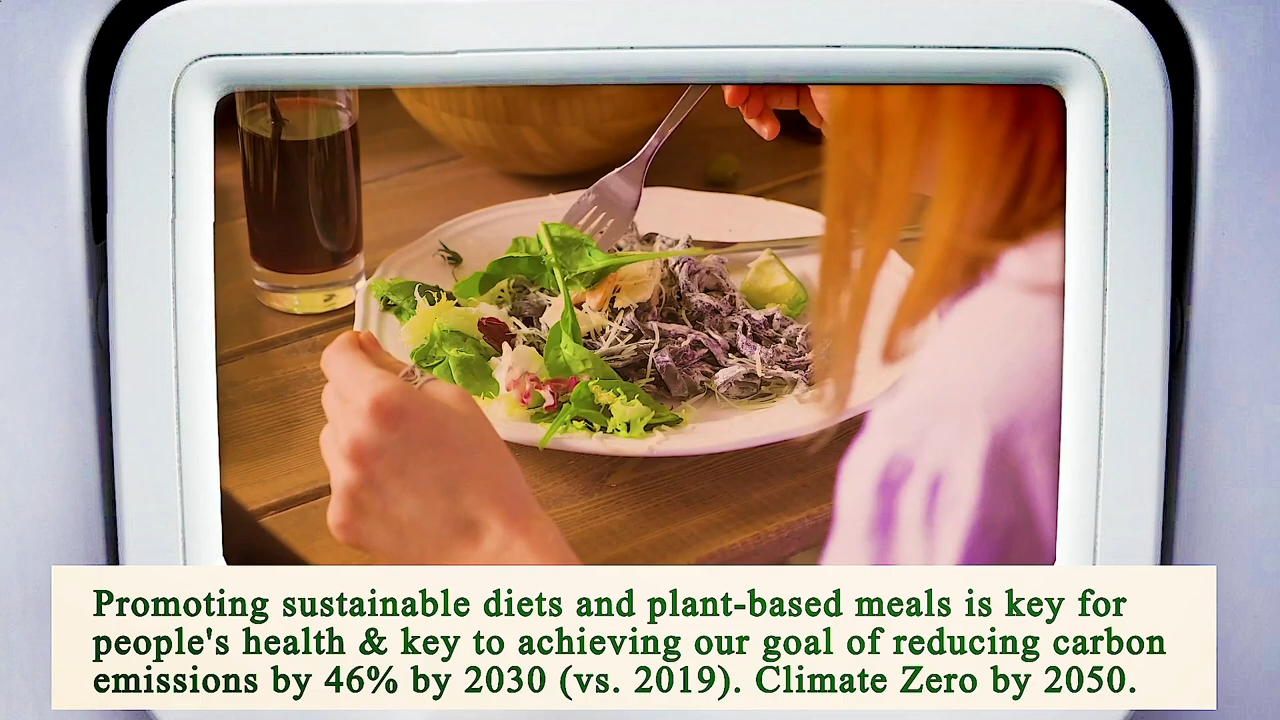 Promoting sustainable diets and plant-based meals is key for
people's health & key to achieving our goal of reducing carbon
emissions by 46% by 2030 (vs. 2019). Climate Zero by 2050.